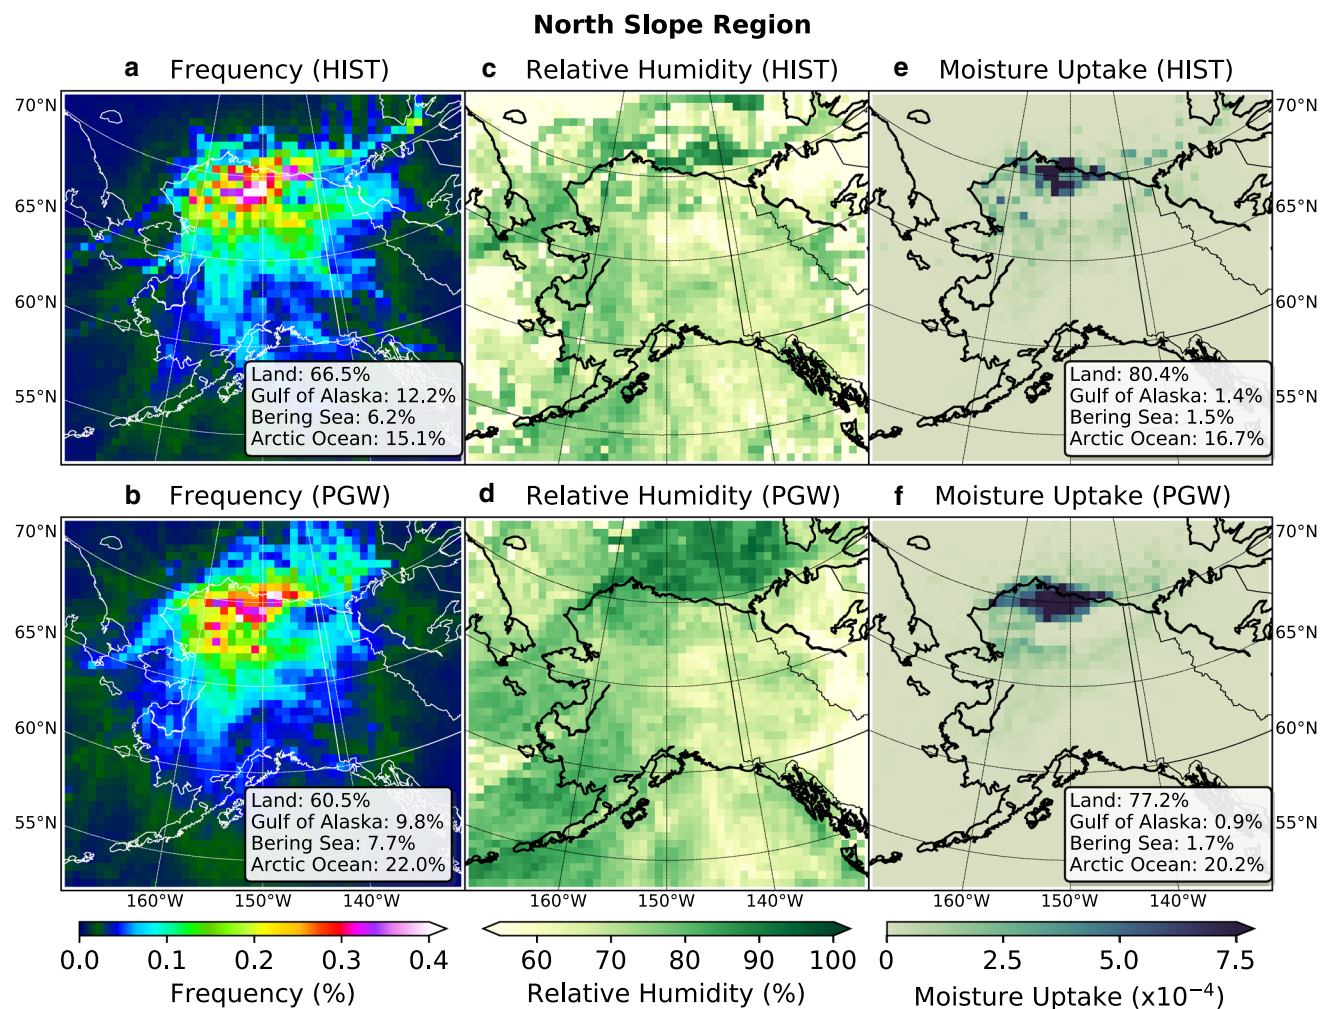 North Slope Region
a Frequency (HIST)
c Relative Humidity (HIST)
e Moisture Uptake (HIST)
70°N
65°N
60°N
55°N
Land: 66.5%
Gulf of Alaska: 12.2%
Bering Sea: 6.2%
Arctic Ocean: 15.1%
Land: 80.4%
Gulf of Alaska: 1.4%
Bering Sea: 1.5%
Arctic Ocean: 16.7%
70°N
65°N
60°N
55°N
b Frequency (PGW)
d Relative Humidity (PGW)
f Moisture Uptake (PGW)
70°N
65°N
60°N
55°N
Land: 60.5%
Gulf of Alaska: 9.8%
Bering Sea: 7.7%
Arctic Ocean: 22.0%
Land: 77.2%
Gulf of Alaska: 0.9%
Bering Sea: 1.7%
Arctic Ocean: 20.2%
70°N
65°N
60°N
55°N
160°W 150°W 140°W
160°W 150°W 140°W
160°W 150°W 140°W
0.0 0.1 0.2 0.3 0.4
Frequency (%)
60 70 80 90 100
Relative Humidity (%)
0 2.5 5.0 7.5
Moisture Uptake (x10⁻⁴)